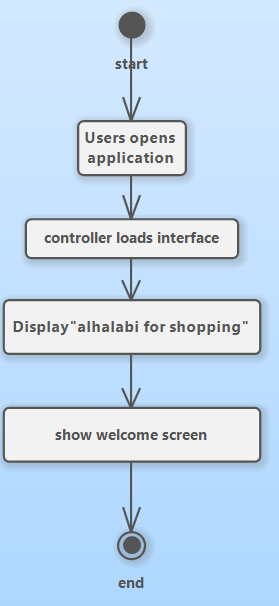 start
Users opens
application
controller loads interface
Display"alhalabi for shopping"
show welcome screen
end